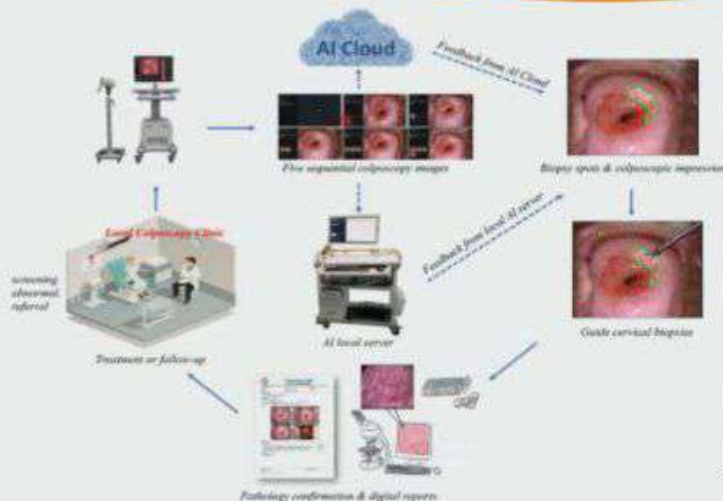 AI Cloud
Feedback from AI Cloud
Five sequential colposcopy images
Biopsy spots & colposcopic impression
Local Colposcopy Clinic
Feedback from local AI server
screening
abnormal,
referral
AI local server
Guide cervical biopsies
Treatment or follow-up
Pathology confirmation & digital reports